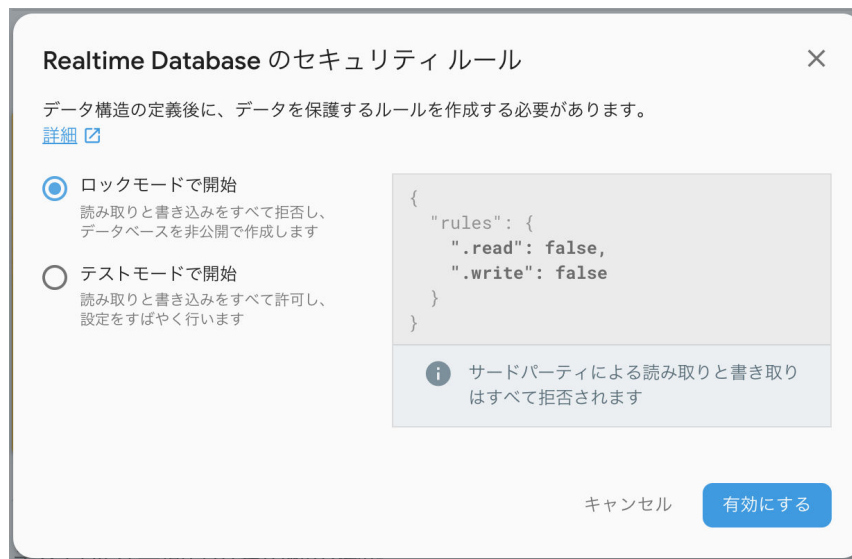 Realtime Database のセキュリティ ルール
データ構造の定義後に、データを保護するルールを作成する必要があります。
詳細
ロックモードで開始
読み取りと書き込みをすべて拒否し、
データベースを非公開で作成します
テストモードで開始
読み取りと書き込みをすべて許可し、
設定をすばやく行います
{
  "rules": {
    ".read": false,
    ".write": false
  }
}
サードパーティによる読み取りと書き取り
はすべて拒否されます
キャンセル
有効にする